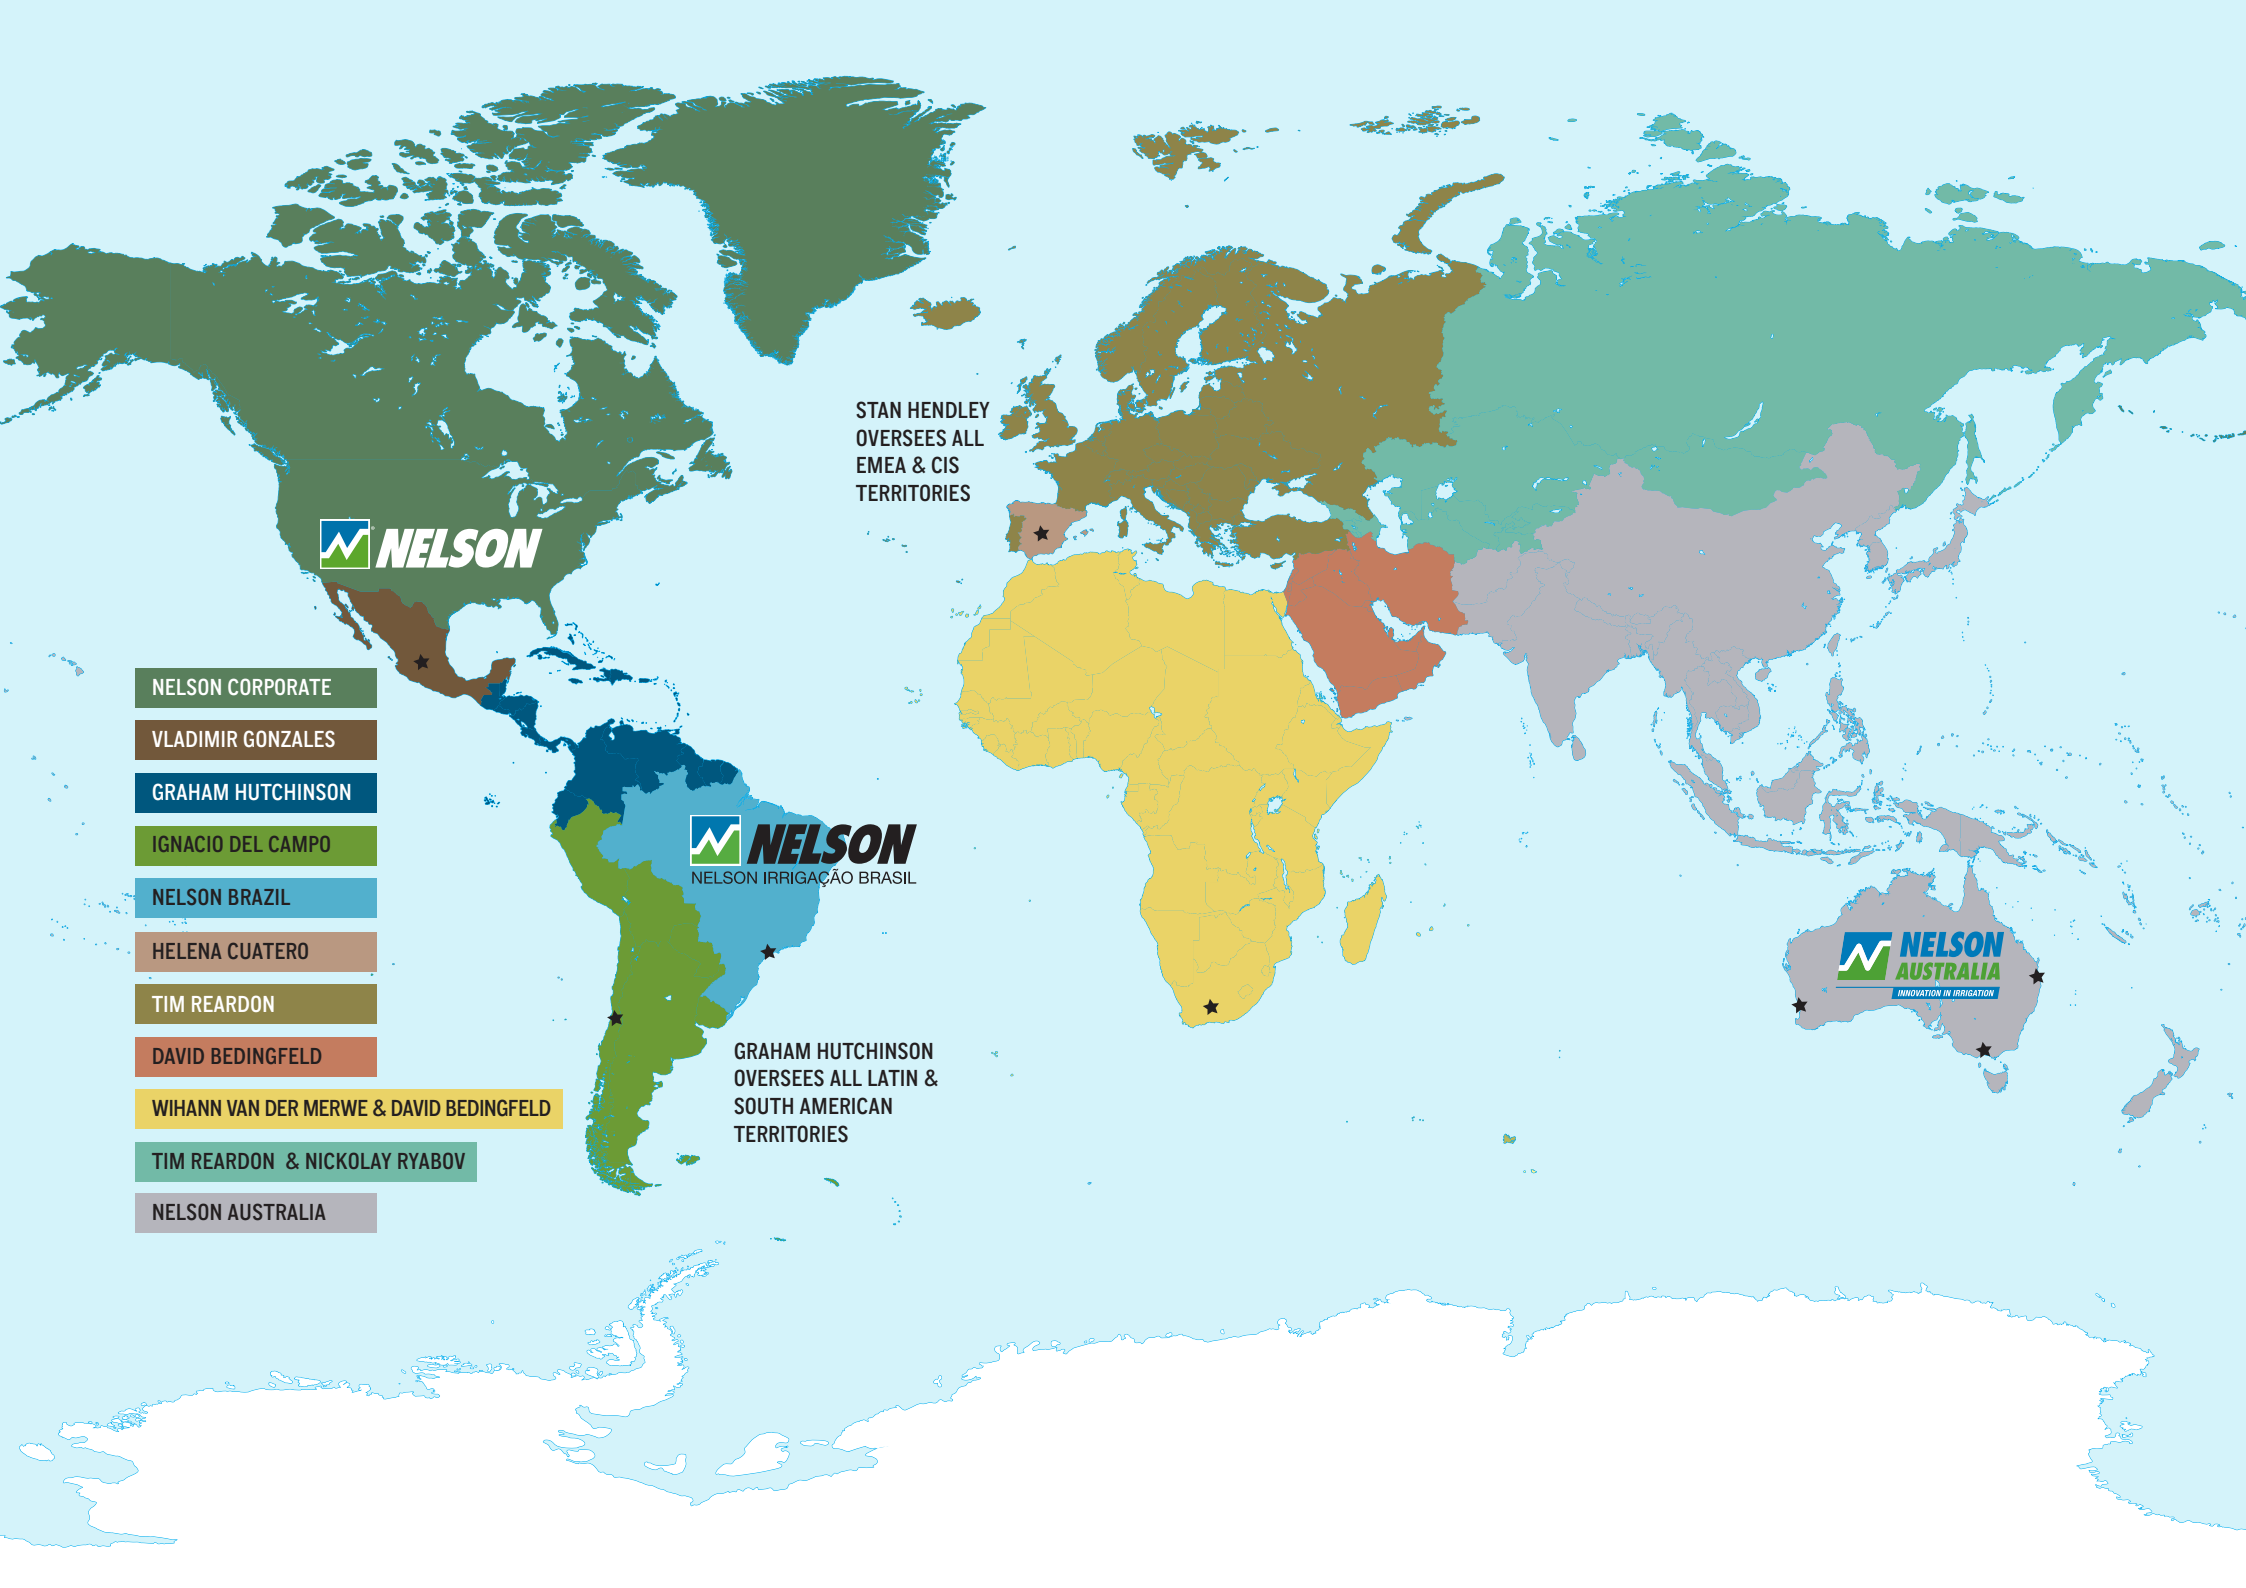 STAN HENDLEY
OVERSEES ALL
EMEA & CIS
TERRITORIES
NELSON
NELSON CORPORATE
VLADIMIR GONZALES
GRAHAM HUTCHINSON
IGNACIO DEL CAMPO
NELSON BRAZIL
HELENA CUATERO
TIM REARDON
DAVID BEDINGFELD
WIHANN VAN DER MERWE & DAVID BEDINGFELD
TIM REARDON & NICKOLAY RYABOV
NELSON AUSTRALIA
NELSON
NELSON IRRIGAÇÃO BRASIL
NELSON
AUSTRALIA
INNOVATION IN IRRIGATION
GRAHAM HUTCHINSON
OVERSEES ALL LATIN &
SOUTH AMERICAN
TERRITORIES